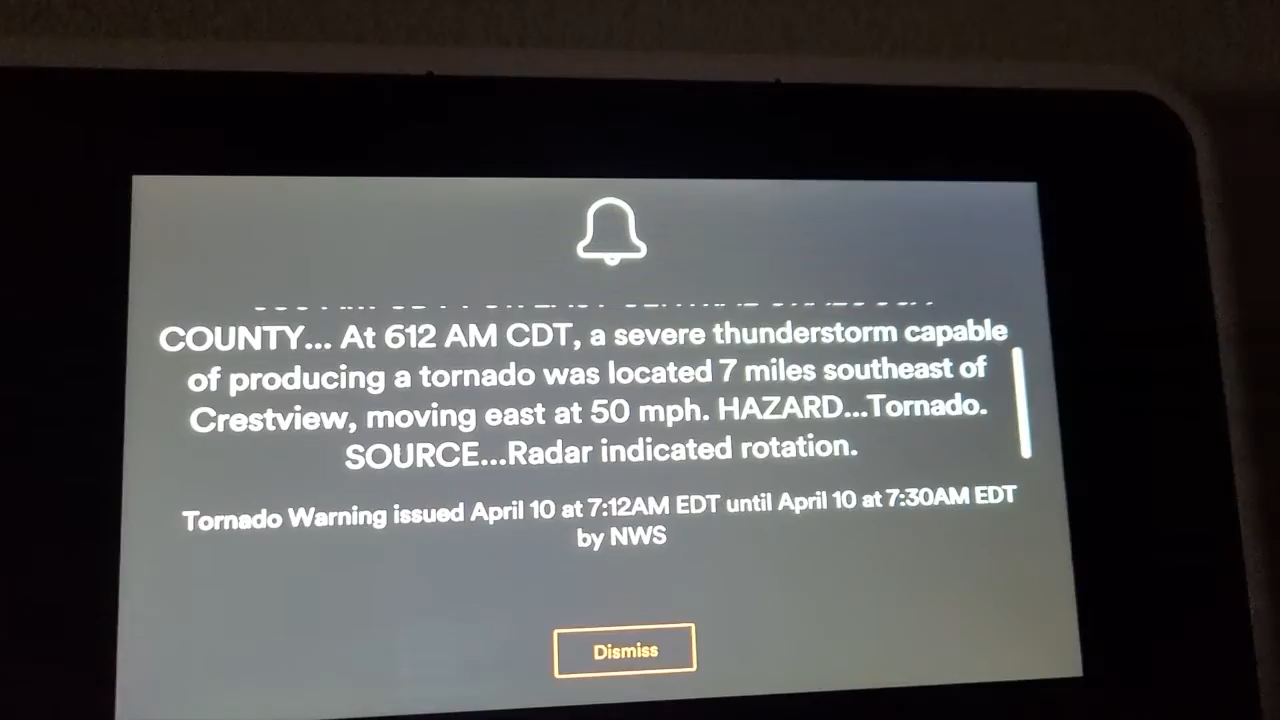 COUNTY... At 612 AM CDT, a severe thunderstorm capable
of producing a tornado was located 7 miles southeast of
Crestview, moving east at 50 mph. HAZARD...Tornado.
SOURCE...Radar indicated rotation.
Tornado Warning issued April 10 at 7:12AM EDT until April 10 at 7:30AM EDT
by NWS
Dismiss